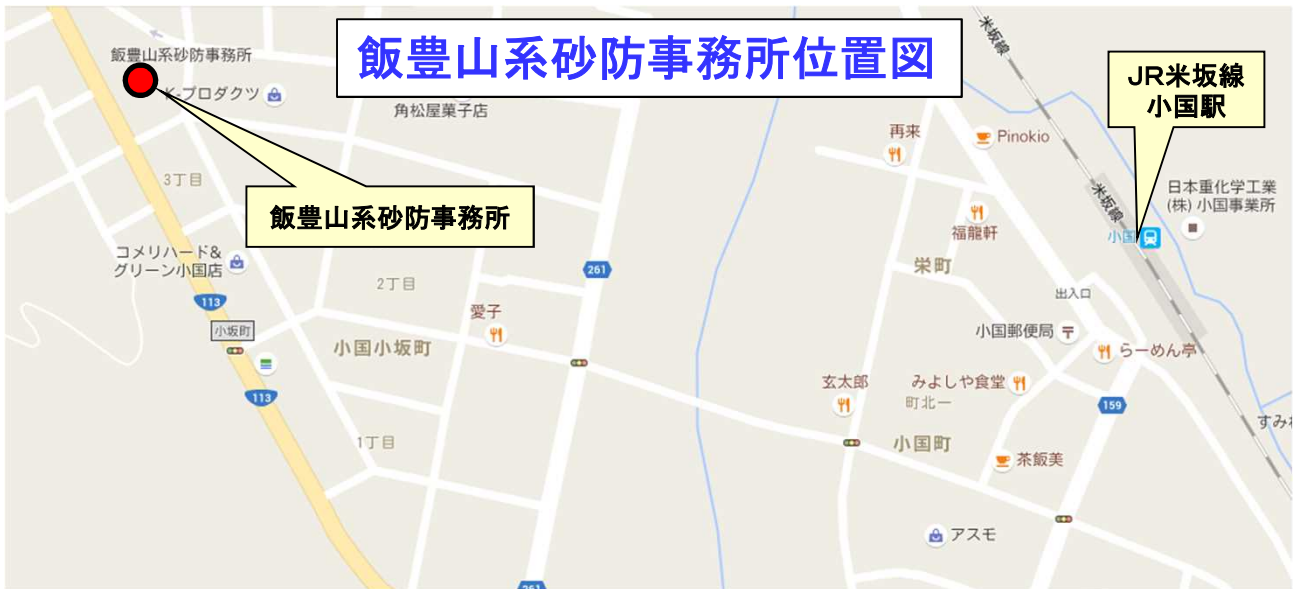 飯豊山系砂防事務所位置図
米坂線
飯豊山系砂防事務所
K-プロダクツ
角松屋菓子店
JR米坂線
小国駅
再来
Pinokio
3丁目
飯豊山系砂防事務所
米坂線
日本重化学工業
(株) 小国事業所
福龍軒
小国
コメリハード&
グリーン小国店
261
栄町
2丁目
出入口
113
愛子
小坂町
小国小坂町
小国郵便局
らーめん亭
玄太郎
みよしや食堂
町北一
113
159
すみれ
1丁目
小国町
茶飯美
アスモ
261